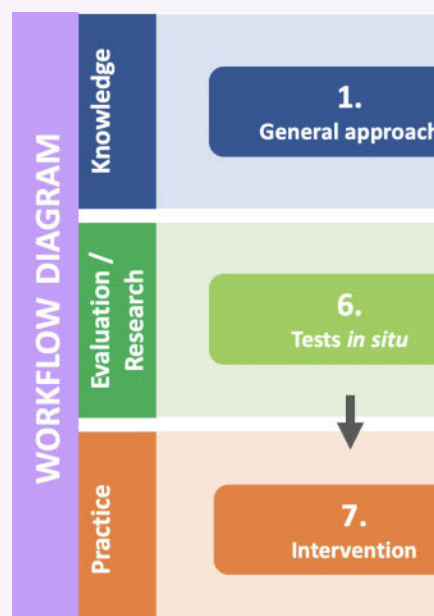 WORKFLOW DIAGRAM
Knowledge
1.
General approach
Evaluation /
Research
6.
Tests in situ
Practice
7.
Intervention